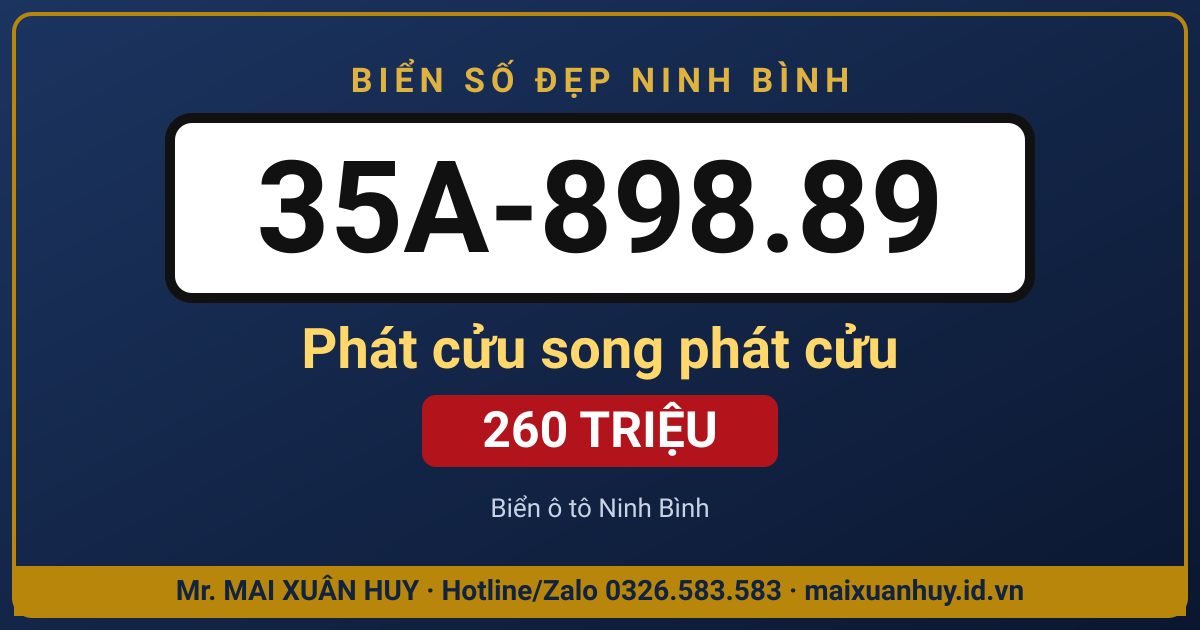 BIỂN SỐ ĐẸP NINH BÌNH
35A-898.89
Phát cửu song phát cửu
260 TRIỆU
Biển ô tô Ninh Bình
Mr. MAI XUÂN HUY · Hotline/Zalo 0326.583.583 · maixuanhuy.id.vn